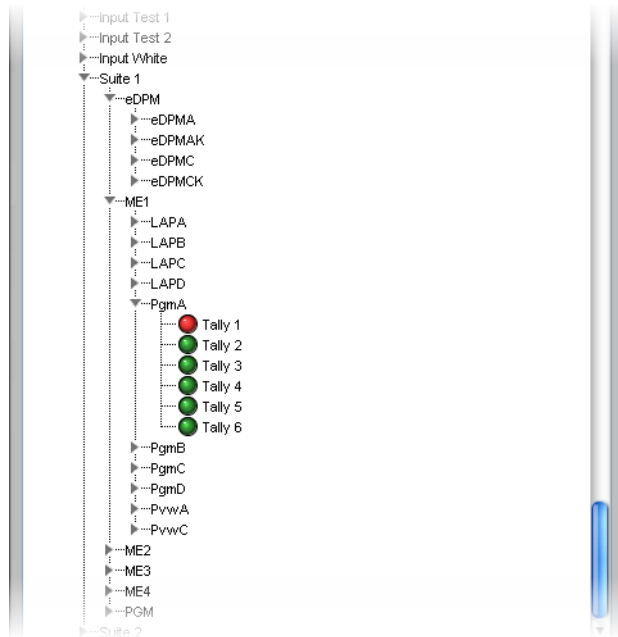 Input Test 1
Input Test 2
Input White
Suite 1
eDPM
eDPMA
eDPMAK
eDPMC
eDPMCK
ME1
LAPA
LAPB
LAPC
LAPD
PgmA
Tally 1
Tally 2
Tally 3
Tally 4
Tally 5
Tally 6
PgmB
PgmC
PgmD
PvwA
PvwC
ME2
ME3
ME4
PGM
Suite 2